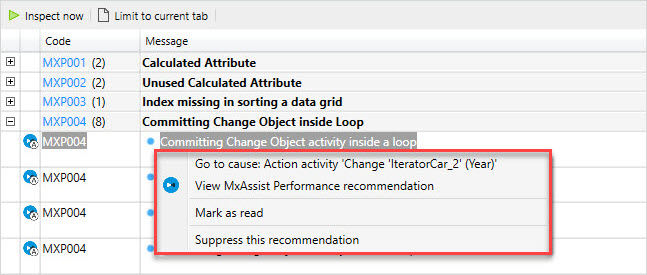 Inspect now Limit to current tab
Code Message
MXP001 (2) Calculated Attribute
MXP002 (2) Unused Calculated Attribute
MXP003 (1) Index missing in sorting a data grid
MXP004 (8) Committing Change Object inside Loop
MXP004 Committing Change Object activity inside a loop
Go to cause: Action activity 'Change 'IteratorCar_2' (Year)'
MXP004 View MxAssist Performance recommendation
Mark as read
MXP004
Suppress this recommendation
MXP004